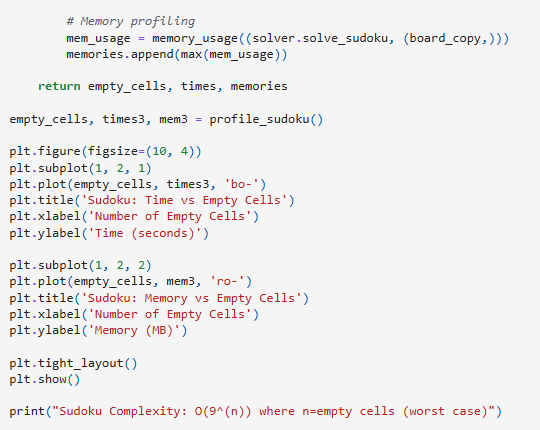 # Memory profiling
mem_usage = memory_usage((solver.solve_sudoku, (board_copy,)))
memories.append(max(mem_usage))
return empty_cells, times, memories
empty_cells, times3, mem3 = profile_sudoku()
plt.figure(figsize=(10, 4))
plt.subplot(1, 2, 1)
plt.plot(empty_cells, times3, 'bo-')
plt.title('Sudoku: Time vs Empty Cells')
plt.xlabel('Number of Empty Cells')
plt.ylabel('Time (seconds)')
plt.subplot(1, 2, 2)
plt.plot(empty_cells, mem3, 'ro-')
plt.title('Sudoku: Memory vs Empty Cells')
plt.xlabel('Number of Empty Cells')
plt.ylabel('Memory (MB)')
plt.tight_layout()
plt.show()
print("Sudoku Complexity: O(9^(n)) where n=empty cells (worst case)")